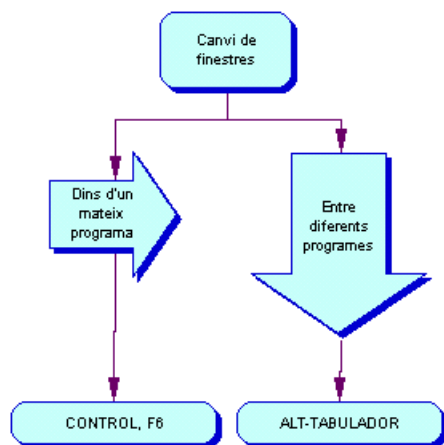 Canvi de
finestres
Dins d'un
mateix
programa
Entre
diferents
programes
CONTROL, F6
ALT-TABULADOR